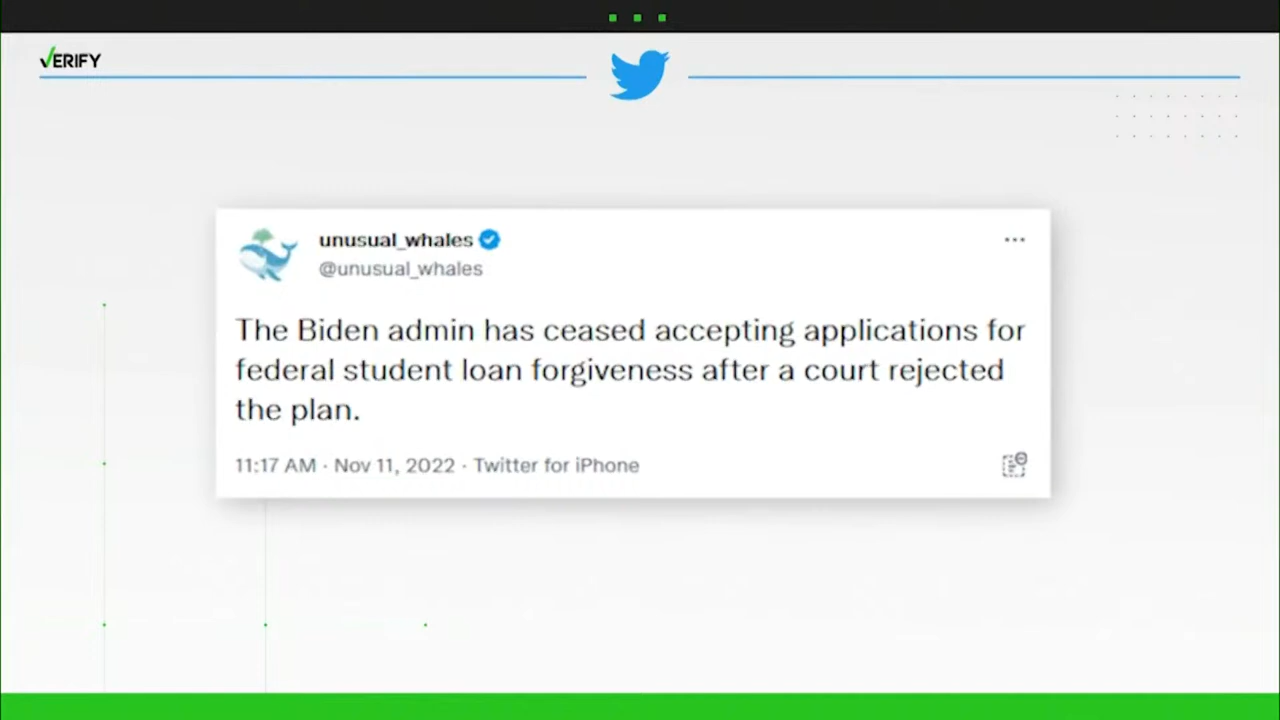 VERIFY
unusual_whales
@unusual_whales
The Biden admin has ceased accepting applications for
federal student loan forgiveness after a court rejected
the plan.
11:17 AM · Nov 11, 2022 · Twitter for iPhone